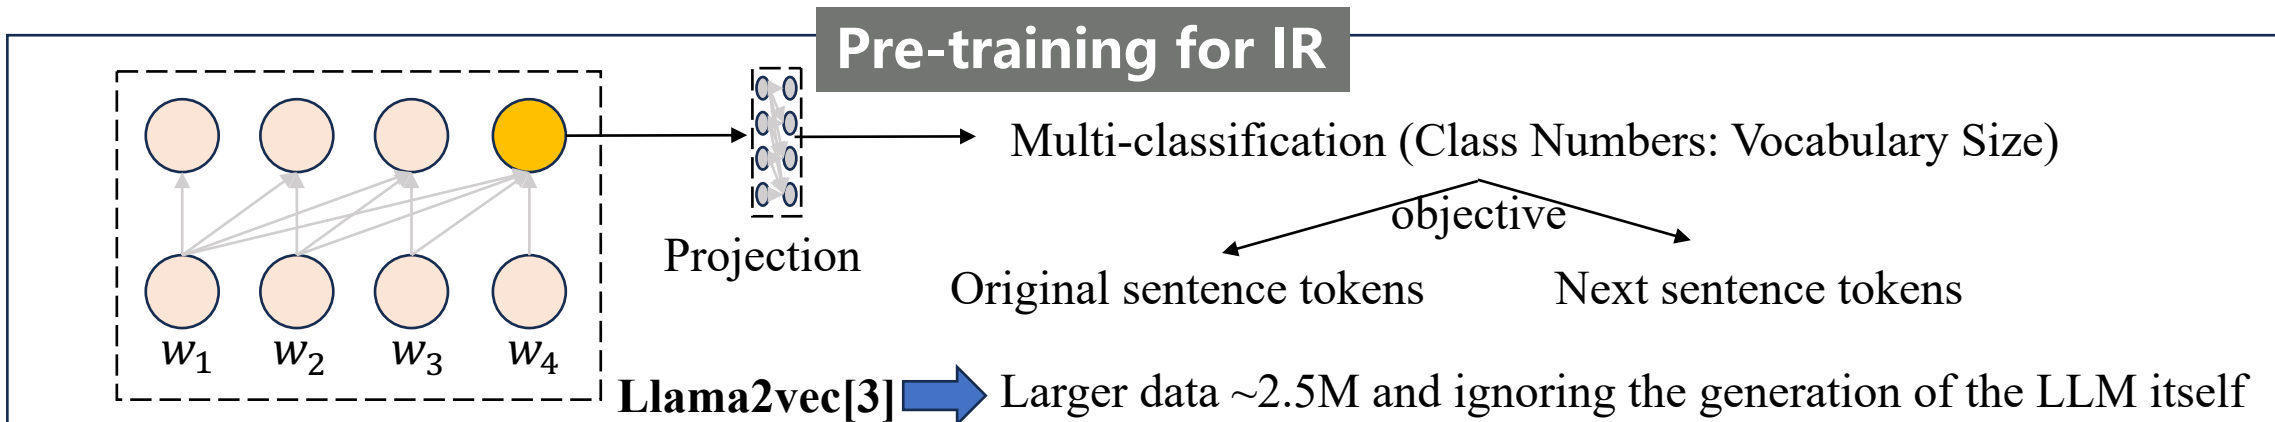 Pre-training for IR
Multi-classification (Class Numbers: Vocabulary Size)
objective
Projection
Original sentence tokens
Next sentence tokens
w₁ w₂ w₃ w₄
Llama2vec[3] Larger data ~2.5M and ignoring the generation of the LLM itself